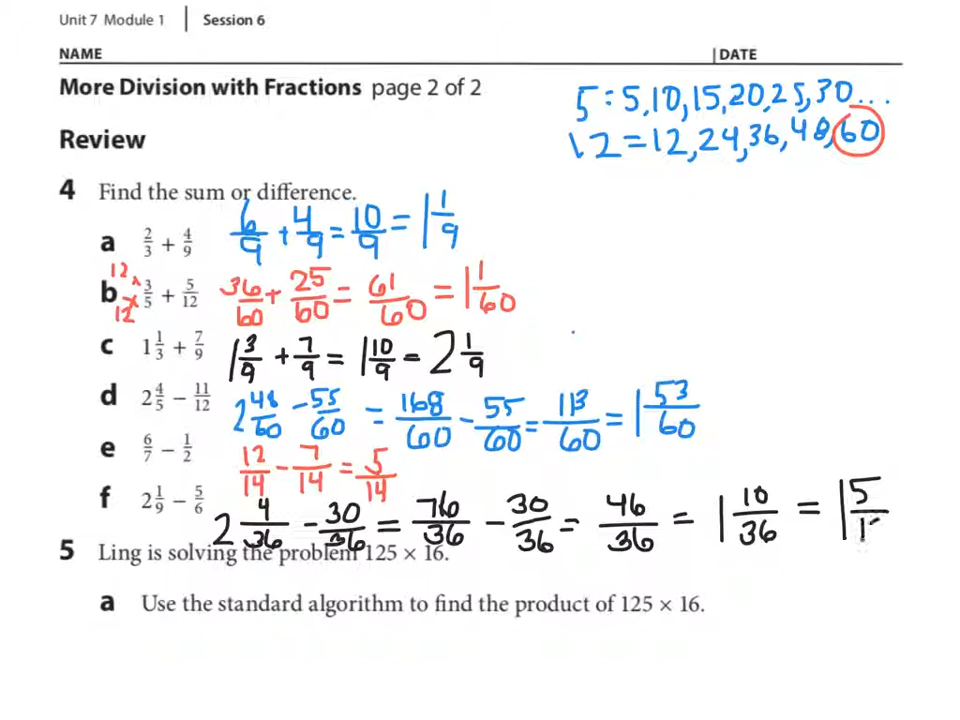 Unit 7 Module 1 | Session 6
NAME | DATE
More Division with Fractions page 2 of 2
5 : 5,10,15,20,25,30...
12 = 12,24,36,48,60
Review
4 Find the sum or difference.
a 2/3 + 4/9 6/9 + 4/9 = 10/9 = 1 1/9
b 12 × 3/5 × 12 + 5/12 36/60 + 25/60 = 61/60 = 1 1/60
c 1 1/3 + 7/9 1 3/9 + 7/9 = 1 10/9 = 2 1/9
d 2 4/5 − 11/12 2 48/60 − 55/60 = 168/60 − 55/60 = 113/60 = 1 53/60
e 6/7 − 1/2 12/14 − 7/14 = 5/14
f 2 1/9 − 5/6 2 4/36 − 30/36 = 76/36 − 30/36 = 46/36 = 1 10/36 = 1 5/1
5 Ling is solving the problem 125 × 16.
a Use the standard algorithm to find the product of 125 × 16.